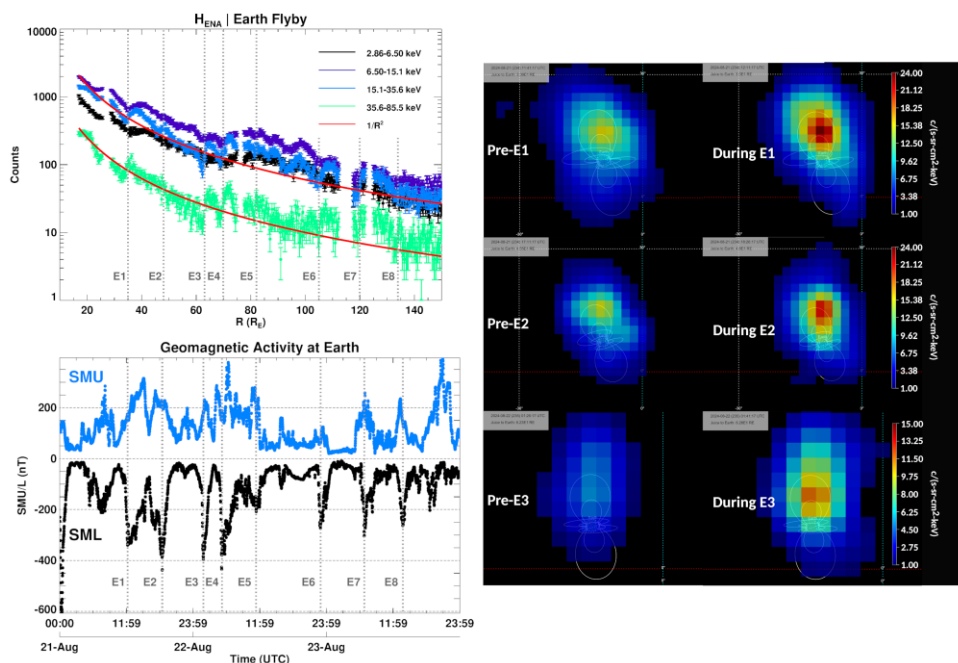 H_ENA | Earth Flyby
10000
1000
100
10
1
Counts
2.86-6.50 keV
6.50-15.1 keV
15.1-35.6 keV
35.6-85.5 keV
1/R²
E1 E2 E3 E4 E5 E6 E7 E8
20 40 60 80 100 120 140
R (R_E)
Geomagnetic Activity at Earth
SMU
SML
200
0
-200
-400
-600
SMU/L (nT)
E1 E2 E3 E4 E5 E6 E7 E8
00:00 11:59 23:59 11:59 23:59 11:59 23:59
21-Aug 22-Aug 23-Aug
Time (UTC)
Pre-E1
During E1
24.00
21.50
18.38
15.38
12.50
9.62
6.62
3.38
1.00
c/(s-sr-cm2-keV)
Pre-E2
During E2
24.00
21.50
18.38
15.38
12.50
9.62
6.62
3.38
1.00
c/(s-sr-cm2-keV)
Pre-E3
During E3
15.00
13.25
11.50
9.75
8.00
6.25
4.50
2.75
1.00
c/(s-sr-cm2-keV)